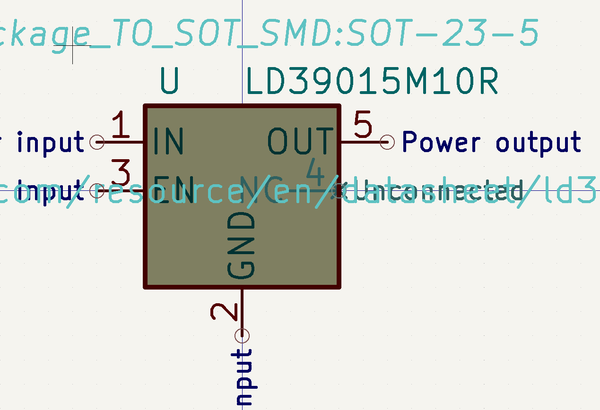 ckage_TO_SOT_SMD:SOT-23-5
U LD39015M10R
r input 1 IN OUT 5 Power output
input 3 EN NC 4 Unconnected
com/resource/en/datasheet/ld3
GND
2
nput